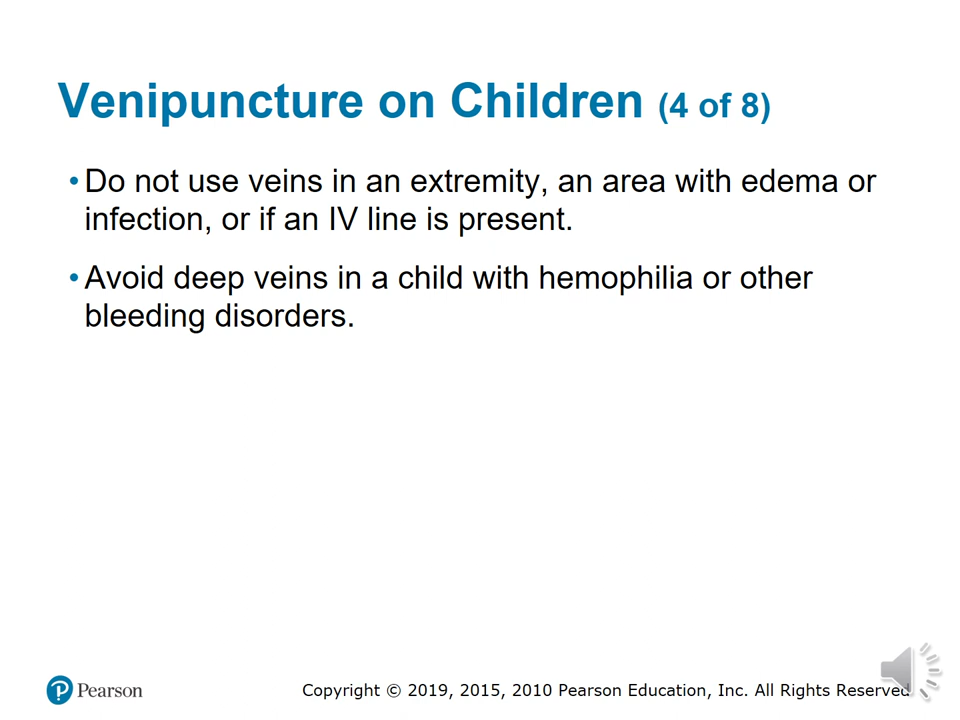 Venipuncture on Children (4 of 8)
• Do not use veins in an extremity, an area with edema or
infection, or if an IV line is present.
• Avoid deep veins in a child with hemophilia or other
bleeding disorders.
Pearson
Copyright © 2019, 2015, 2010 Pearson Education, Inc. All Rights Reserved